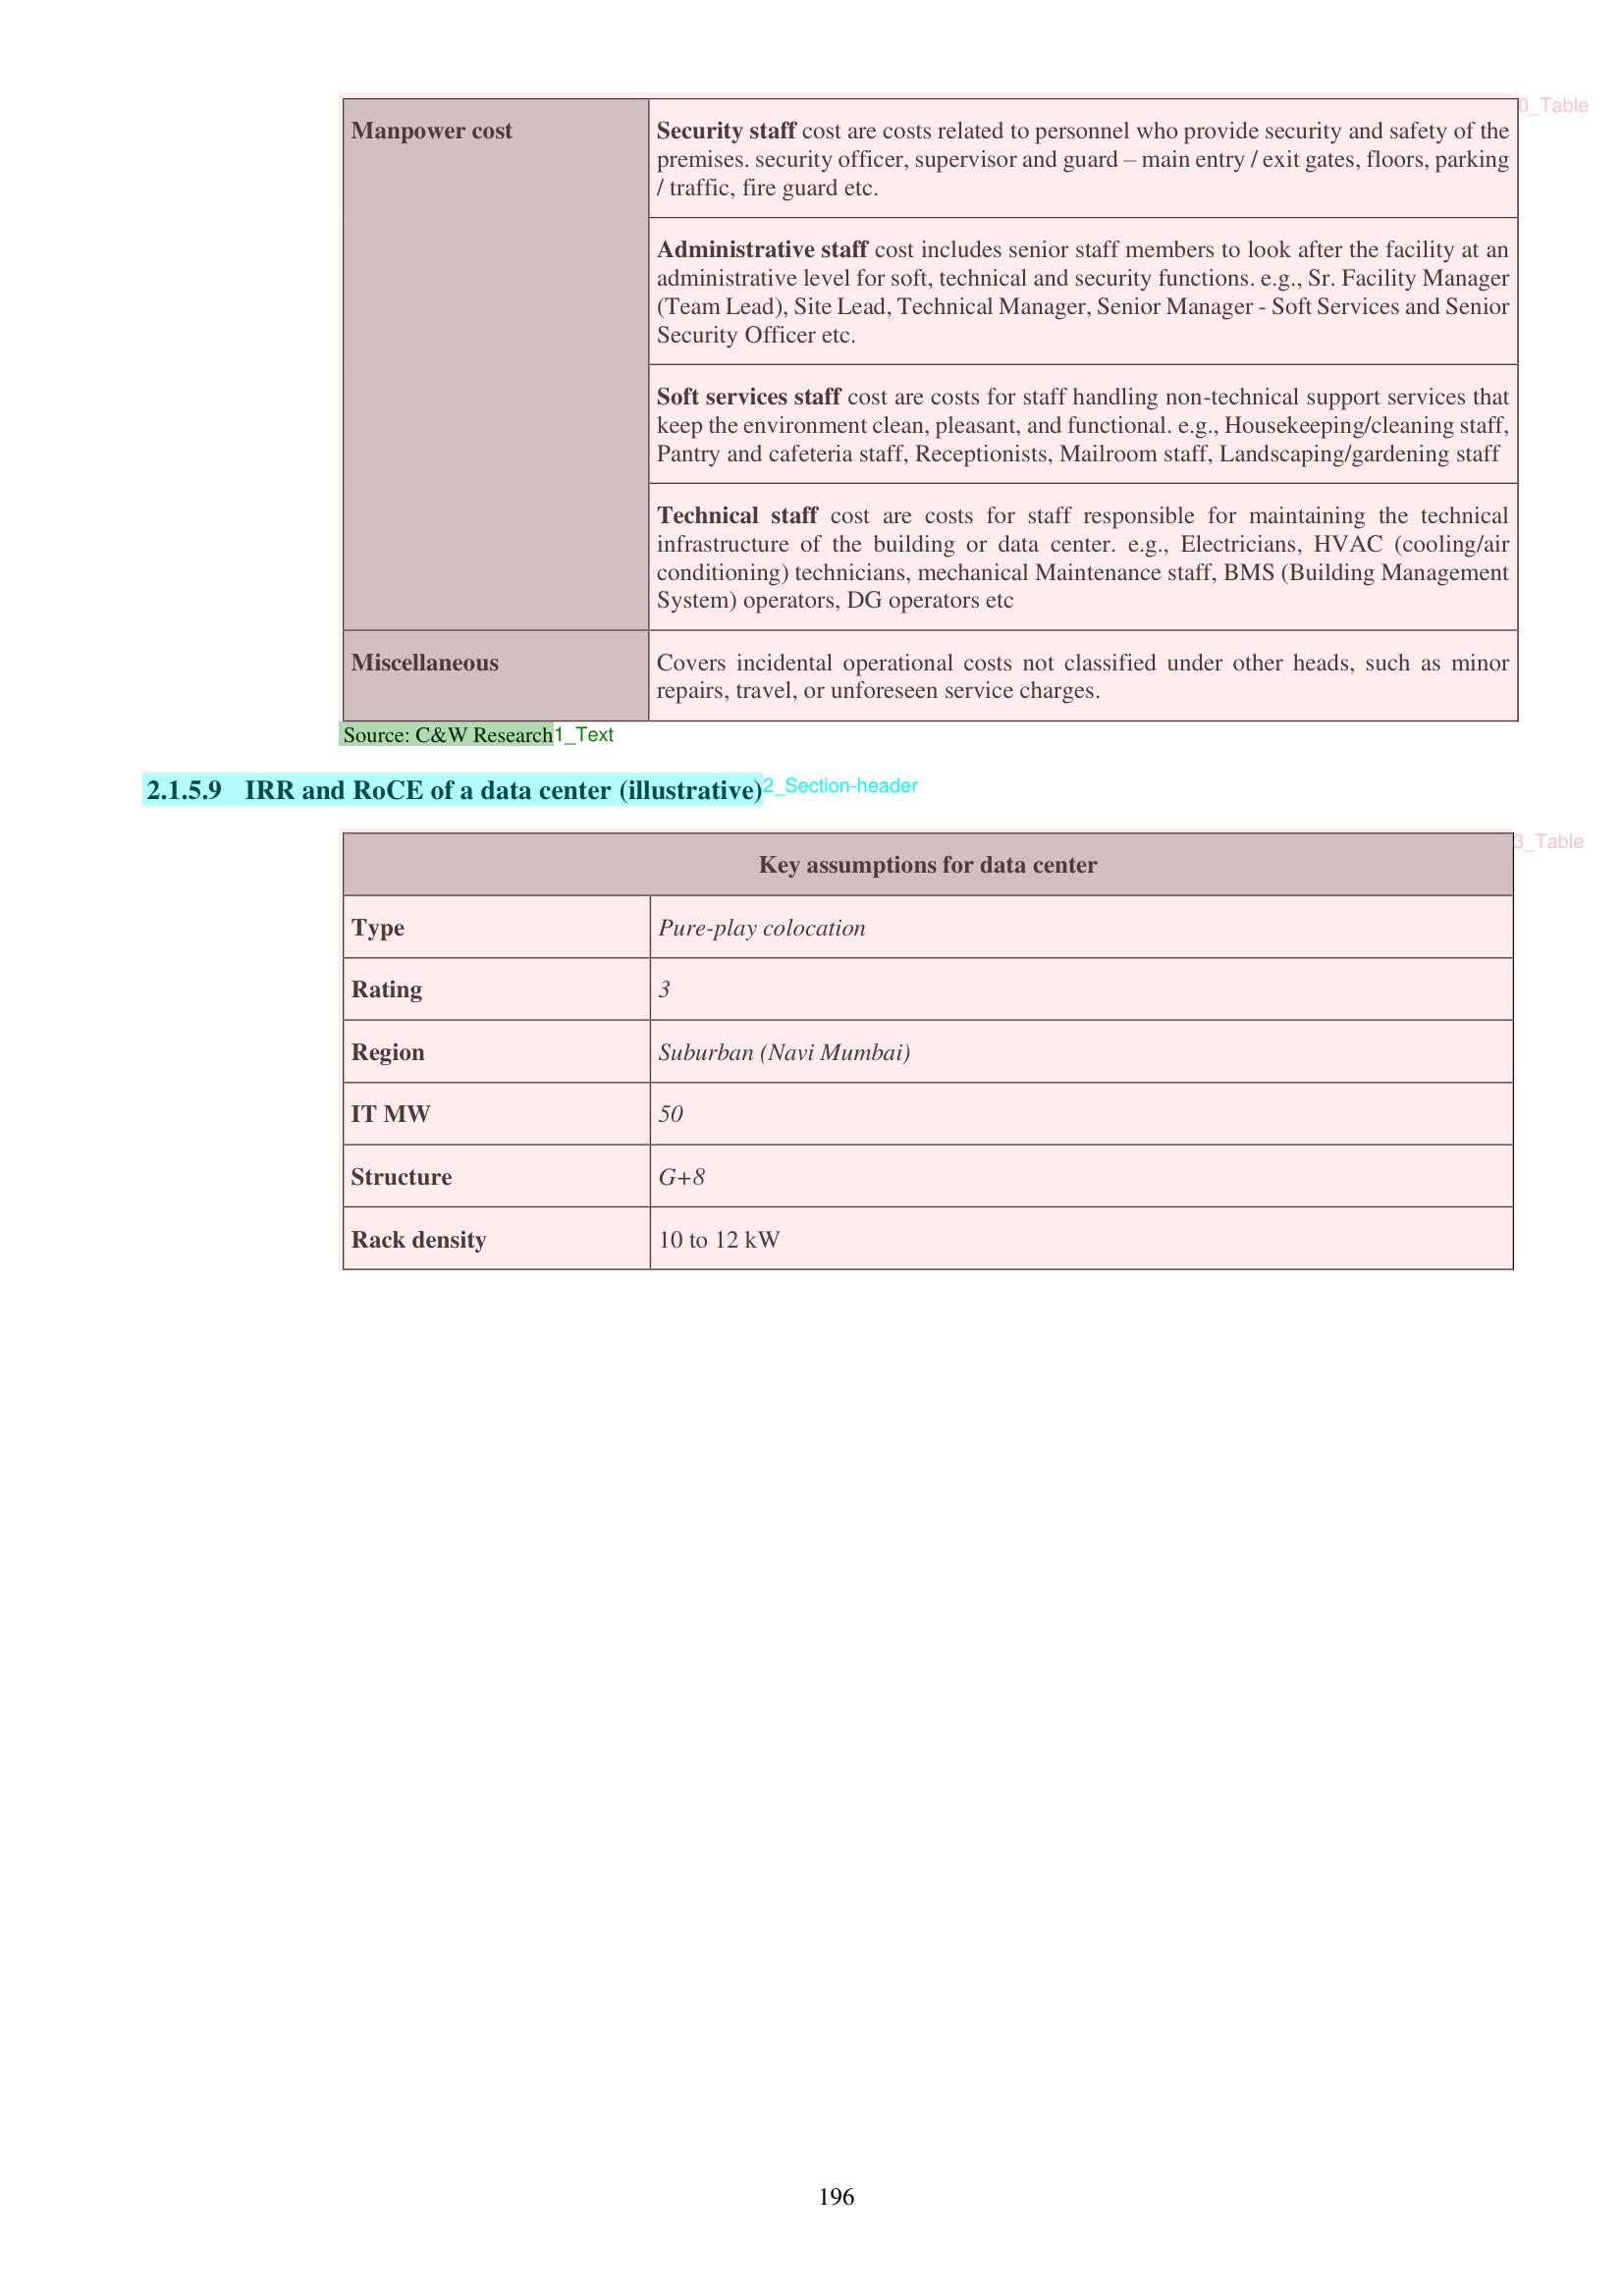 Manpower cost
Security staff cost are costs related to personnel who provide security and safety of the
premises. security officer, supervisor and guard – main entry / exit gates, floors, parking
/ traffic, fire guard etc.
Administrative staff cost includes senior staff members to look after the facility at an
administrative level for soft, technical and security functions. e.g., Sr. Facility Manager
(Team Lead), Site Lead, Technical Manager, Senior Manager - Soft Services and Senior
Security Officer etc.
Soft services staff cost are costs for staff handling non-technical support services that
keep the environment clean, pleasant, and functional. e.g., Housekeeping/cleaning staff,
Pantry and cafeteria staff, Receptionists, Mailroom staff, Landscaping/gardening staff
Technical staff cost are costs for staff responsible for maintaining the technical
infrastructure of the building or data center. e.g., Electricians, HVAC (cooling/air
conditioning) technicians, mechanical Maintenance staff, BMS (Building Management
System) operators, DG operators etc
Miscellaneous
Covers incidental operational costs not classified under other heads, such as minor
repairs, travel, or unforeseen service charges.
0_Table
Source: C&W Research 1_Text
2.1.5.9 IRR and RoCE of a data center (illustrative) 2_Section-header
3_Table
Key assumptions for data center
Type Pure-play colocation
Rating 3
Region Suburban (Navi Mumbai)
IT MW 50
Structure G+8
Rack density 10 to 12 kW
196